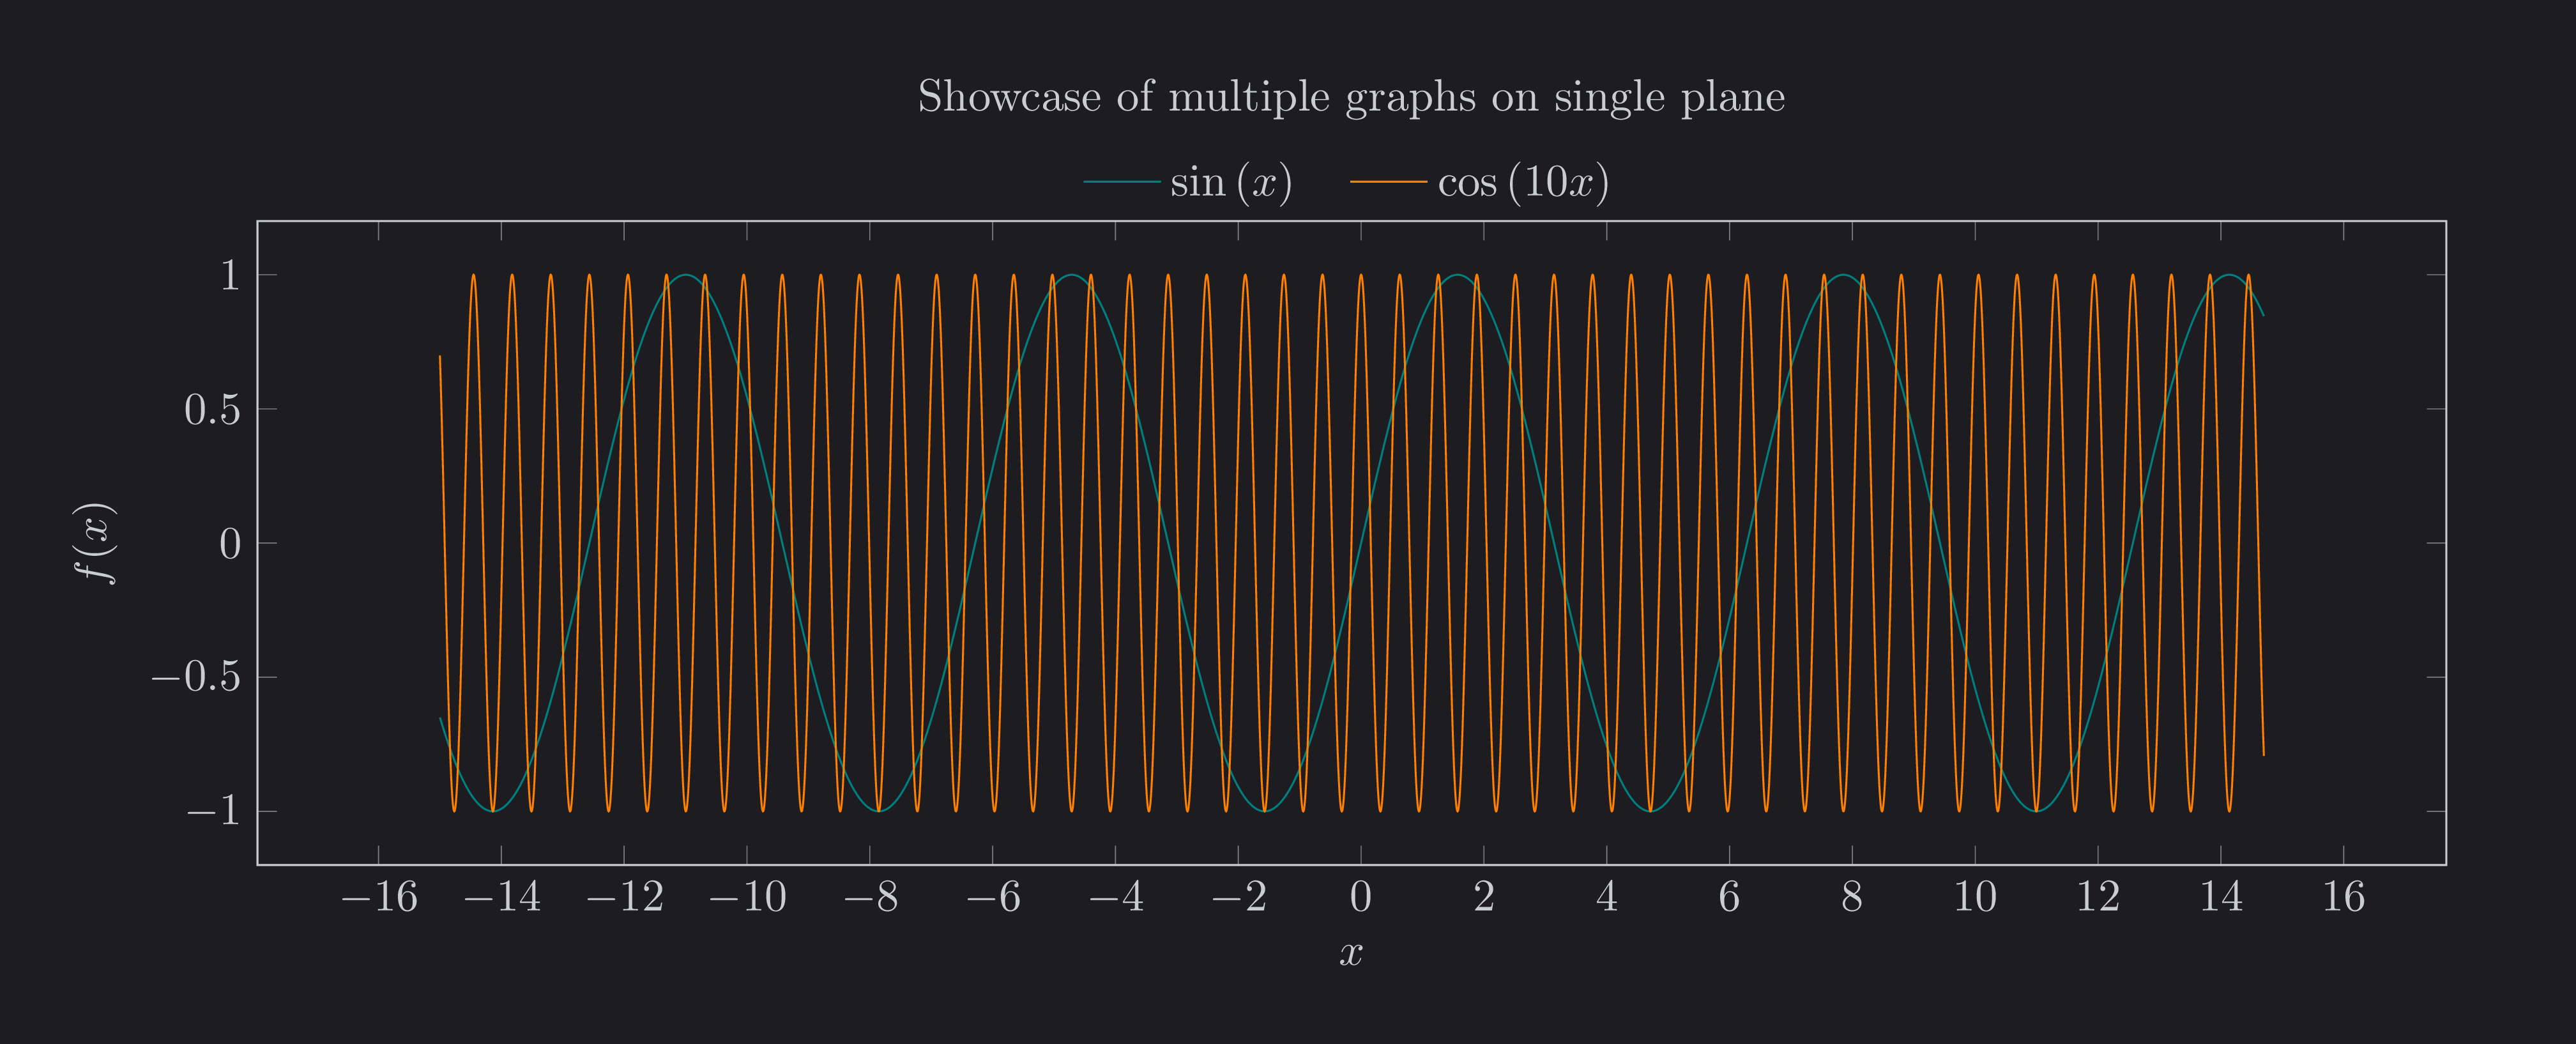 Showcase of multiple graphs on single plane
sin (x) cos (10x)
1
0.5
0
−0.5
−1
f(x)
−16 −14 −12 −10 −8 −6 −4 −2 0 2 4 6 8 10 12 14 16
x